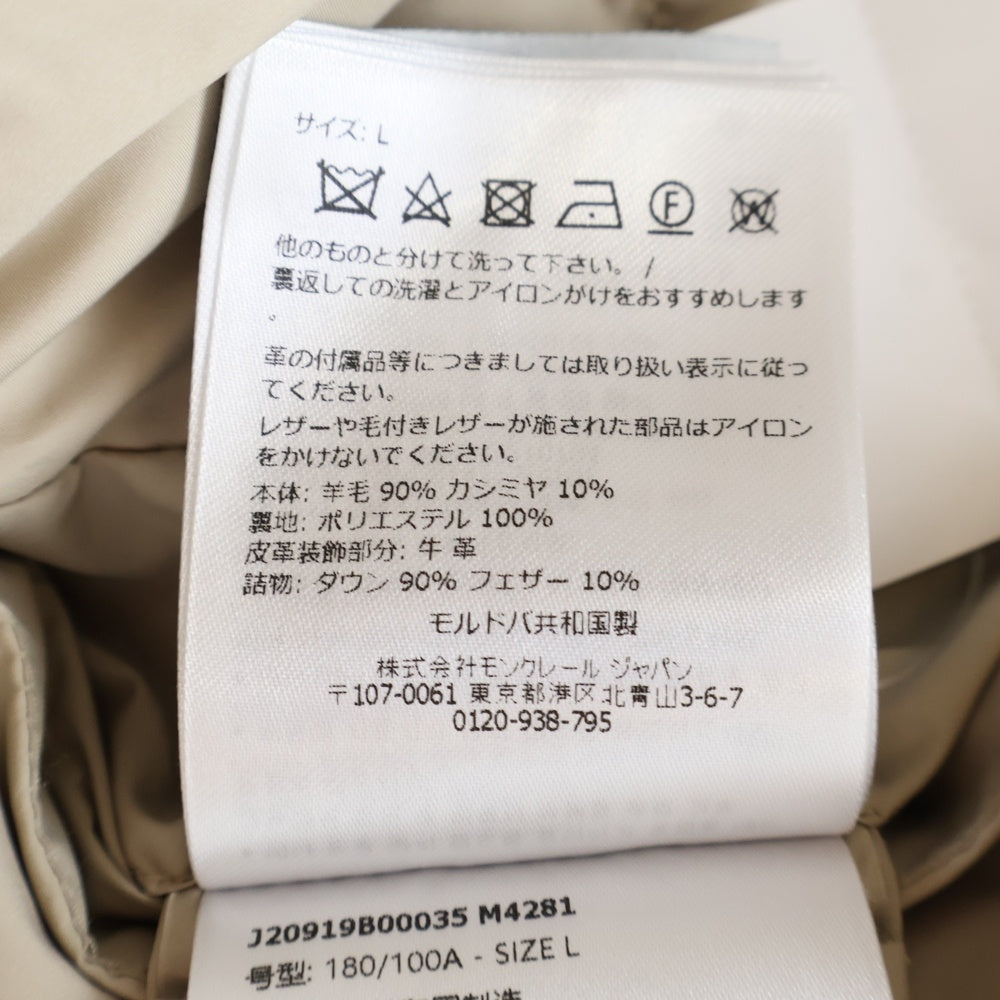 サイズ: L
F
W
他のものと分けて洗って下さい。 /
裏返しての洗濯とアイロンがけをおすすめします
。
革の付属品等につきましては取り扱い表示に従っ
てください。
レザーや毛付きレザーが施された部品はアイロン
をかけないでください。
本体: 羊毛 90% カシミヤ 10%
裏地: ポリエステル 100%
皮革装飾部分: 牛 革
詰物: ダウン 90% フェザー 10%
モルドバ共和国製
株式会社モンクレール ジャパン
〒107-0061 東京都港区北青山3-6-7
0120-938-795
J20919B00035 M4281
号型: 180/100A - SIZE L